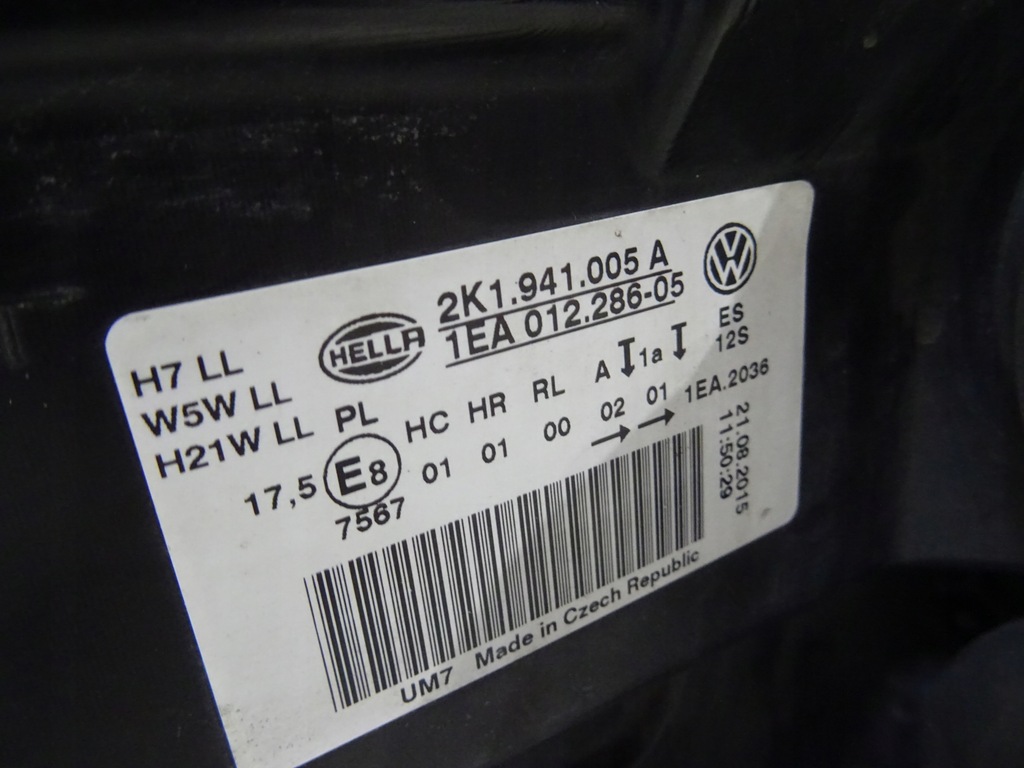 2K1.941.005 A
1EA 012.286-05
HELLA
H7 LL
W5W LL
H21W LL
PL HC HR RL A 1a
ES
12S
17,5 E8 01 01 00 02 01 1EA.2036
7567
21.08.2015
11:50:29
UM7 Made in Czech Republic